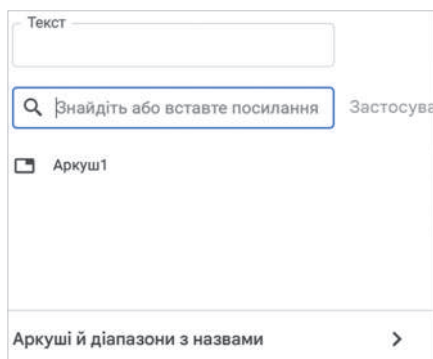 Текст
Знайдіть або вставте посилання
Застосува
Аркуш1
Аркуші й діапазони з назвами